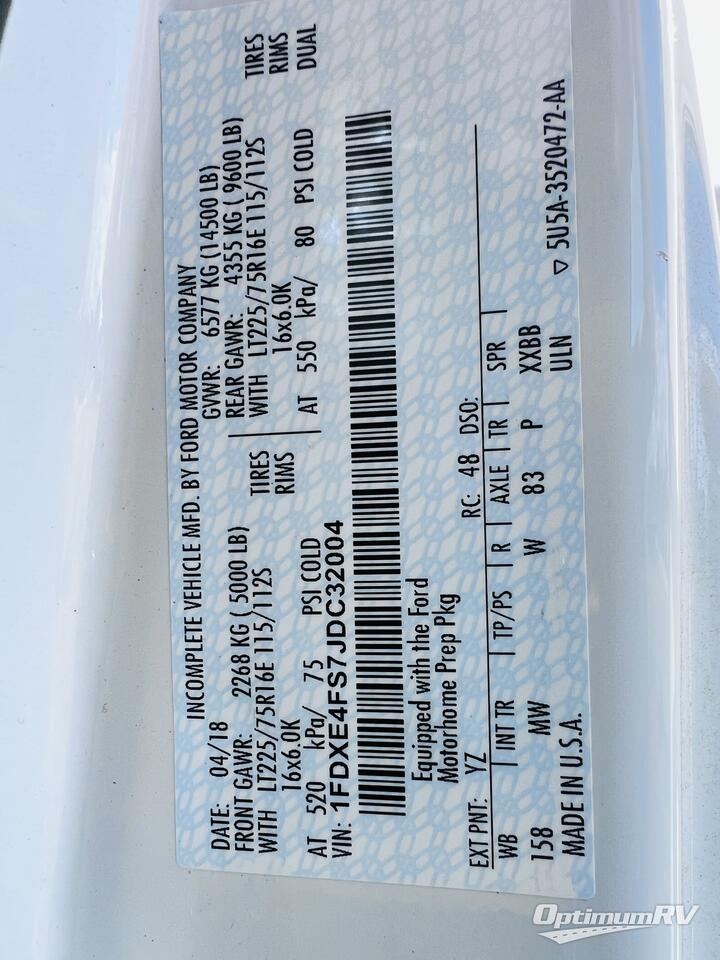 INCOMPLETE VEHICLE MFD. BY FORD MOTOR COMPANY
DATE: 04/18 GVWR: 6577 KG (14500 LB)
FRONT GAWR: 2268 KG ( 5000 LB) REAR GAWR: 4355 KG ( 9600 LB)
WITH LT225/75R16E 115/112S TIRES WITH LT225/75R16E 115/112S TIRES
16x6.0K RIMS 16x6.0K RIMS
AT 520 kPa/ 75 PSI COLD AT 550 kPa/ 80 PSI COLD DUAL
VIN: 1FDXE4FS7JDC32004
Equipped with the Ford
Motorhome Prep Pkg
EXT PNT: YZ RC: 48 DSO:
WB INT TR TP/PS R AXLE TR SPR
158 MW W 83 P XXBB
MADE IN U.S.A. ULN
▽ 5U5A-3520472-AA
OptimumRV